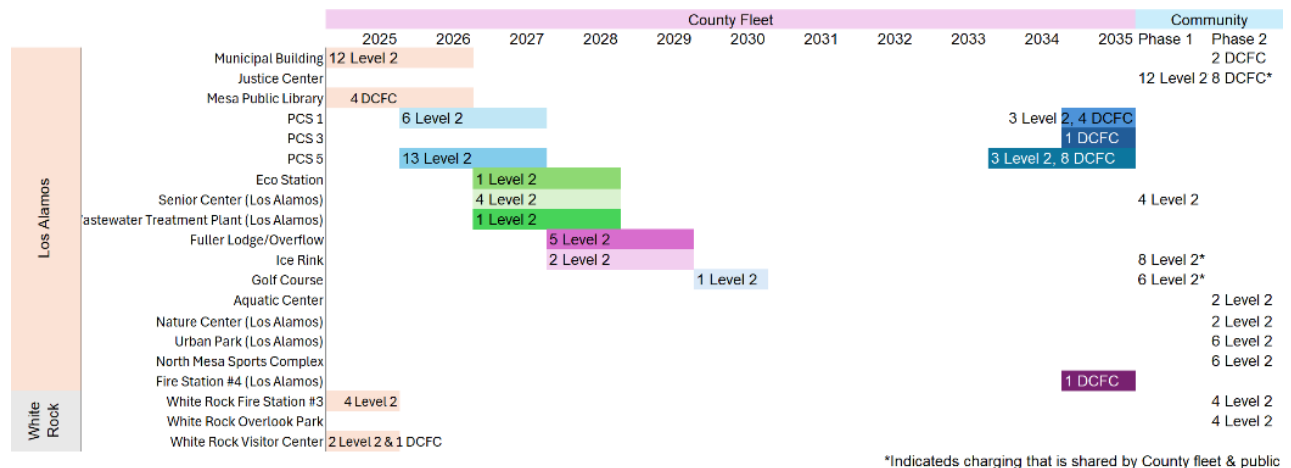 County Fleet Community
2025 2026 2027 2028 2029 2030 2031 2032 2033 2034 2035 Phase 1 Phase 2
Los Alamos
Municipal Building 12 Level 2 2 DCFC
Justice Center 12 Level 2 8 DCFC*
Mesa Public Library 4 DCFC
PCS 1 6 Level 2 3 Level 2, 4 DCFC
PCS 3 1 DCFC
PCS 5 13 Level 2 3 Level 2, 8 DCFC
Eco Station 1 Level 2
Senior Center (Los Alamos) 4 Level 2 4 Level 2
astewater Treatment Plant (Los Alamos) 1 Level 2
Fuller Lodge/Overflow 5 Level 2
Ice Rink 2 Level 2 8 Level 2*
Golf Course 1 Level 2 6 Level 2*
Aquatic Center 2 Level 2
Nature Center (Los Alamos) 2 Level 2
Urban Park (Los Alamos) 6 Level 2
North Mesa Sports Complex 6 Level 2
Fire Station #4 (Los Alamos) 1 DCFC
White Rock
White Rock Fire Station #3 4 Level 2 4 Level 2
White Rock Overlook Park 4 Level 2
White Rock Visitor Center 2 Level 2 & 1 DCFC
*Indicateds charging that is shared by County fleet & public